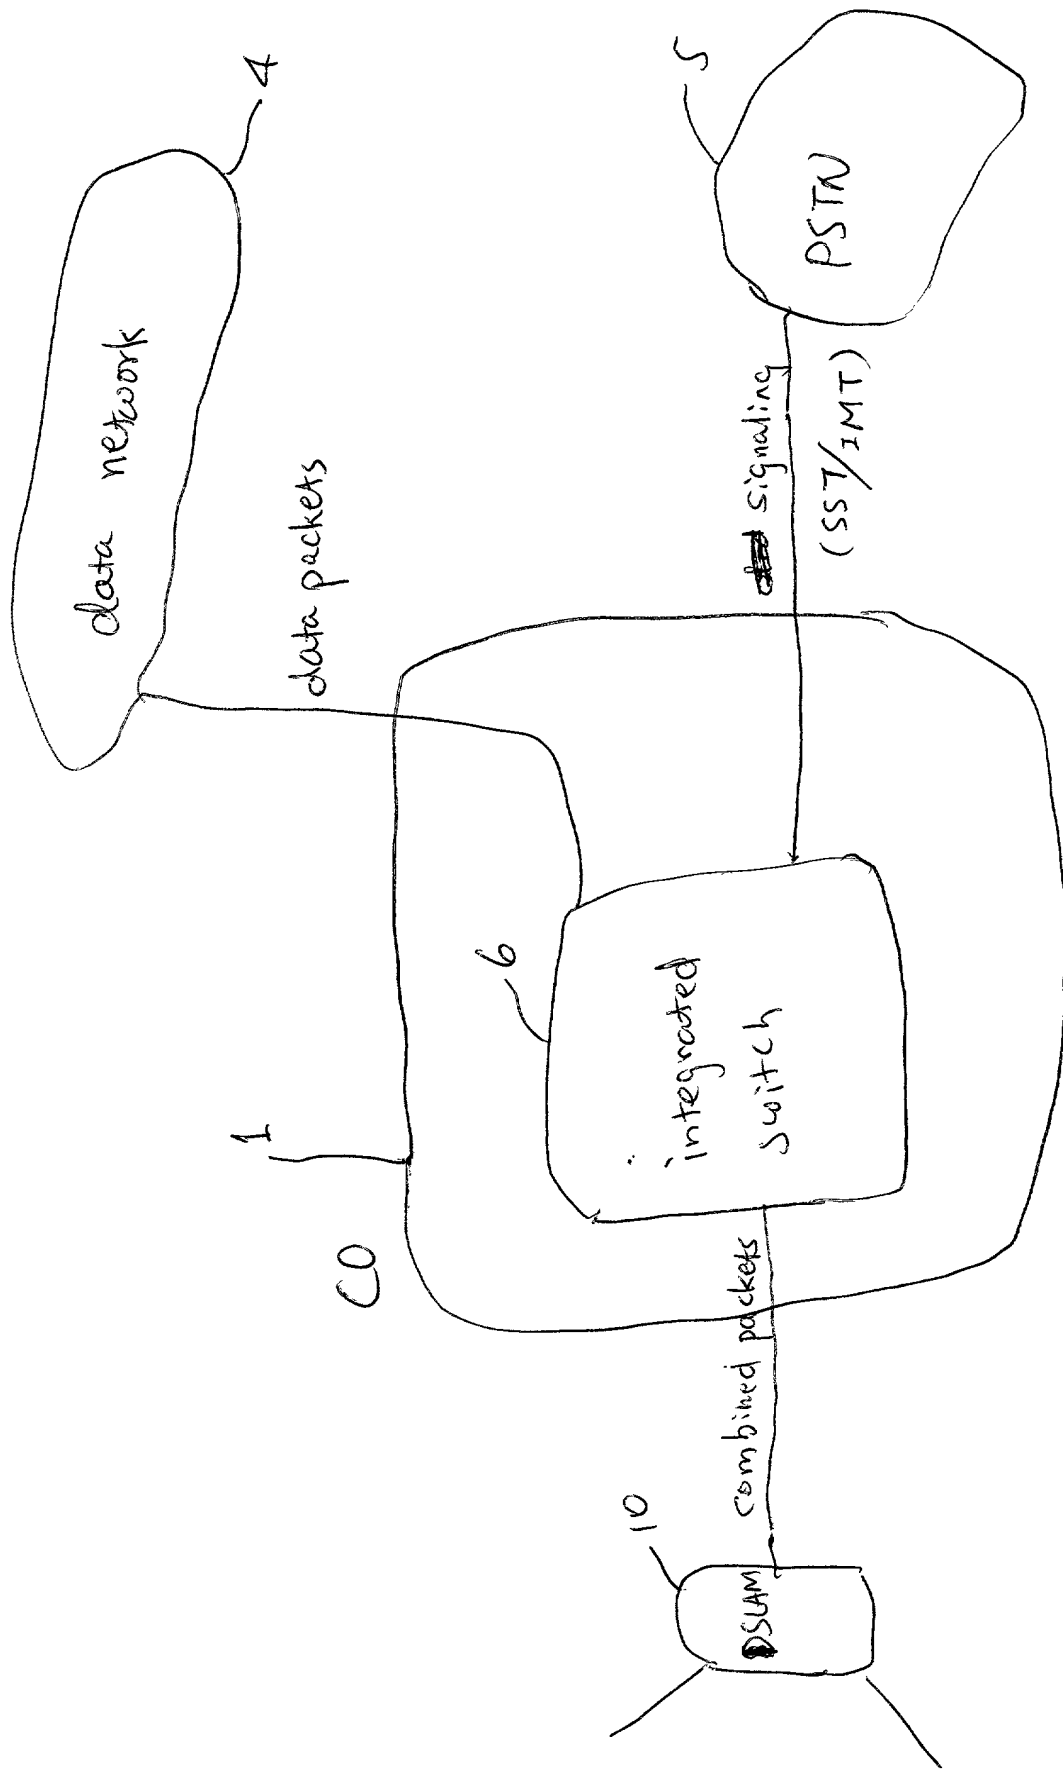 data network
4
data packets
5
PSTN
signaling
(SS7/IMT)
1
CO
6
integrated
switch
combined packets
10
DSLAM